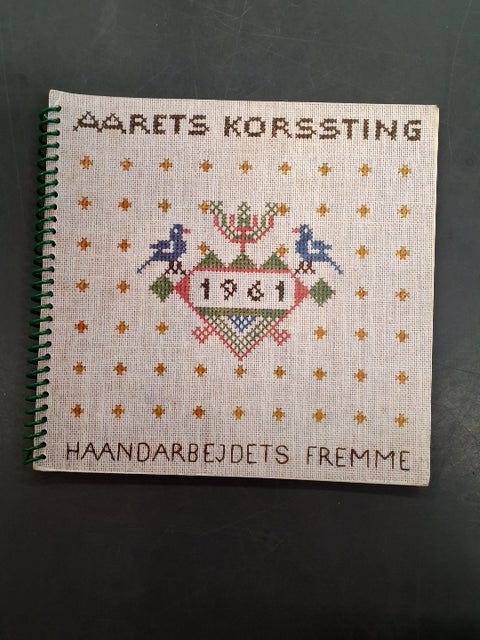 AARETS KORSSTING
1961
HAANDARBEJDETS FREMME